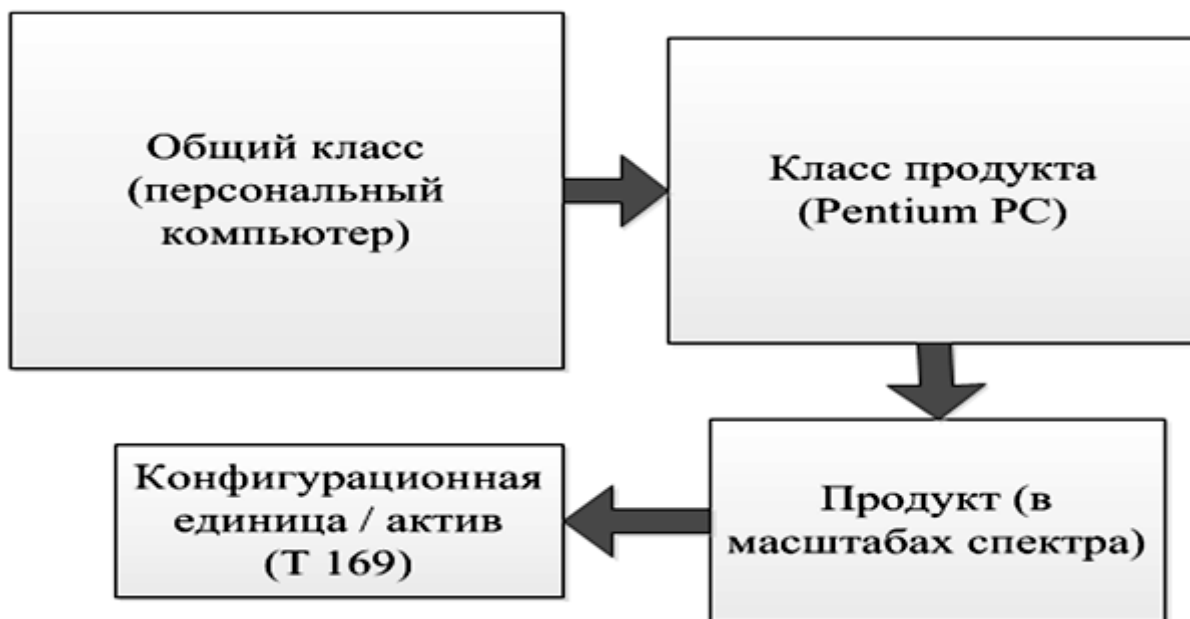 Общий класс
(персональный
компьютер)
Класс продукта
(Pentium PC)
Продукт (в
масштабах спектра)
Конфигурационная
единица / актив
(Т 169)